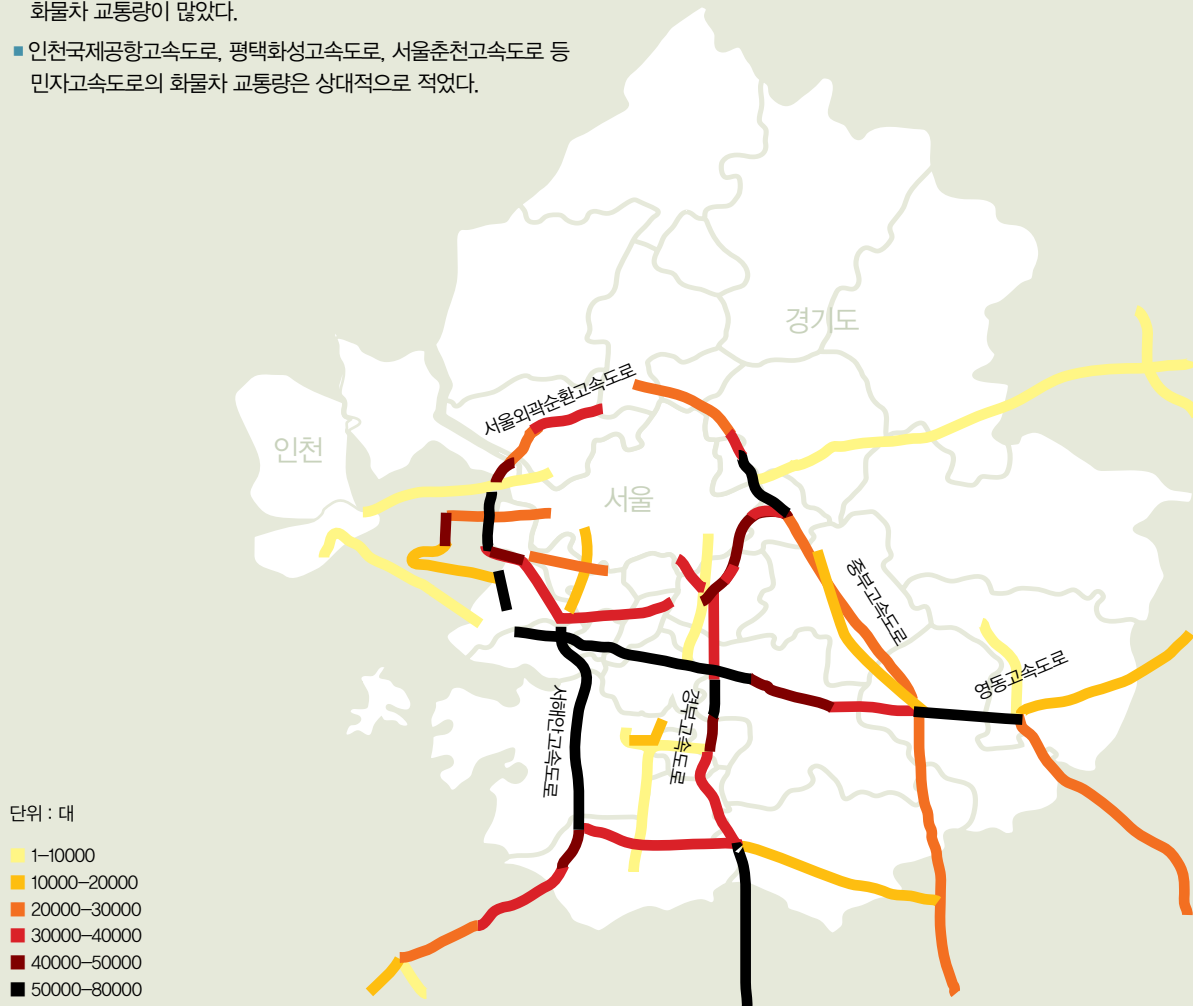 화물차 교통량이 많았다.
■ 인천국제공항고속도로, 평택화성고속도로, 서울춘천고속도로 등
민자고속도로의 화물차 교통량은 상대적으로 적었다.
경기도
서울외곽순환고속도로
인천
서울
중부고속도로
영동고속도로
서해안고속도로
경부고속도로
단위 : 대
1–10000
10000–20000
20000–30000
30000–40000
40000–50000
50000–80000